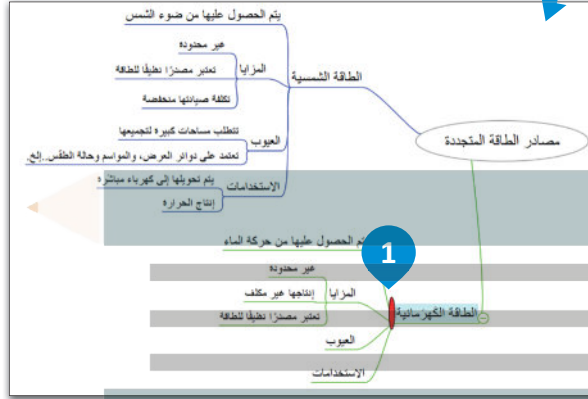 مصادر الطاقة المتجددة
الطاقة الشمسية
يتم الحصول عليها من ضوء الشمس
المزايا
غير محدودة
تعتبر مصدرًا نظيفًا للطاقة
تكلفة صيانتها منخفضة
العيوب
تتطلب مساحات كبيرة لتجميعها
تعتمد على دوائر العرض، والمواسم وحالة الطقس..إلخ.
الاستخدامات
يتم تحويلها إلى كهرباء مباشرة
إنتاج الحرارة
الطاقة الكهرمائية
يتم الحصول عليها من حركة الماء
المزايا
غير محدودة
إنتاجها غير مكلف
تعتبر مصدرًا نظيفًا للطاقة
العيوب
الاستخدامات
1